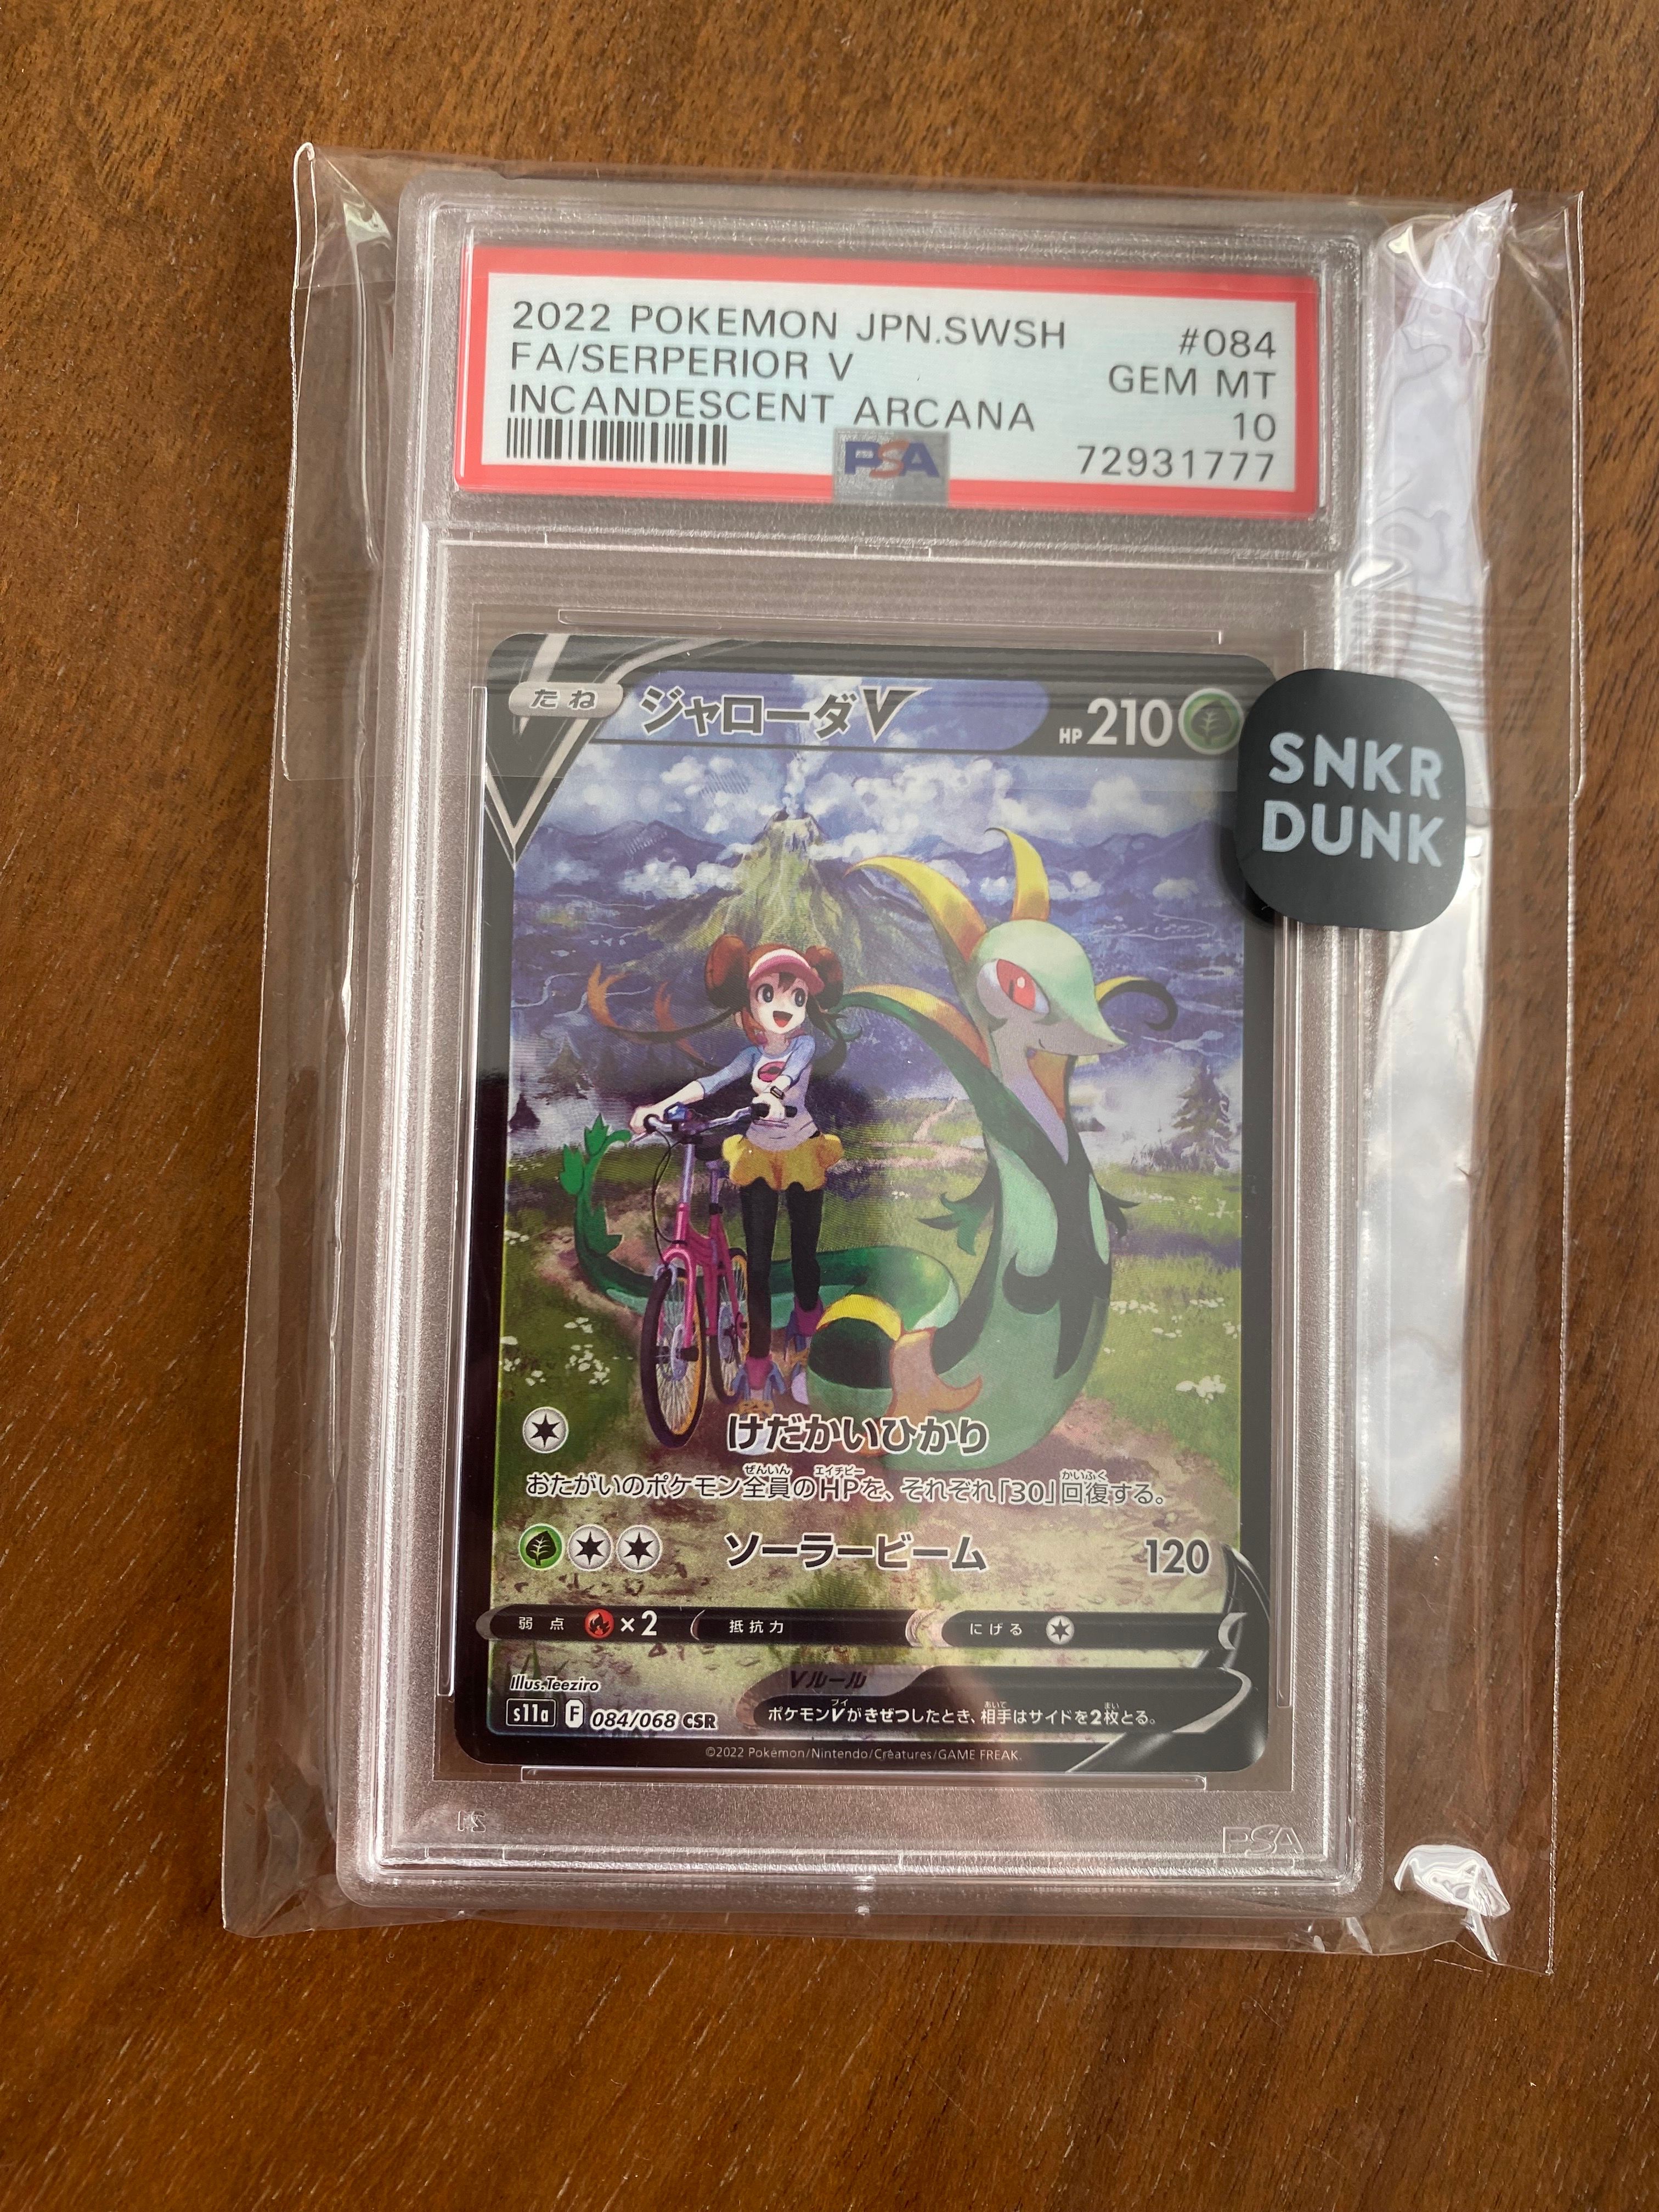 2022 POKEMON JPN.SWSH #084
FA/SERPERIOR V GEM MT
INCANDESCENT ARCANA 10
PSA 72931777
たね ジャローダV HP 210
SNKR
DUNK
けだかいひかり
おたがいのポケモン全員のHPを、それぞれ「30」回復する。
ソーラービーム 120
弱点 ×2 抵抗力 にげる
Illus.Teeziro
Vルール
s11a F 084/068 CSR
ポケモンVがきぜつしたとき、相手はサイドを2枚とる。
©2022 Pokémon/Nintendo/Creatures/GAME FREAK.
PSA